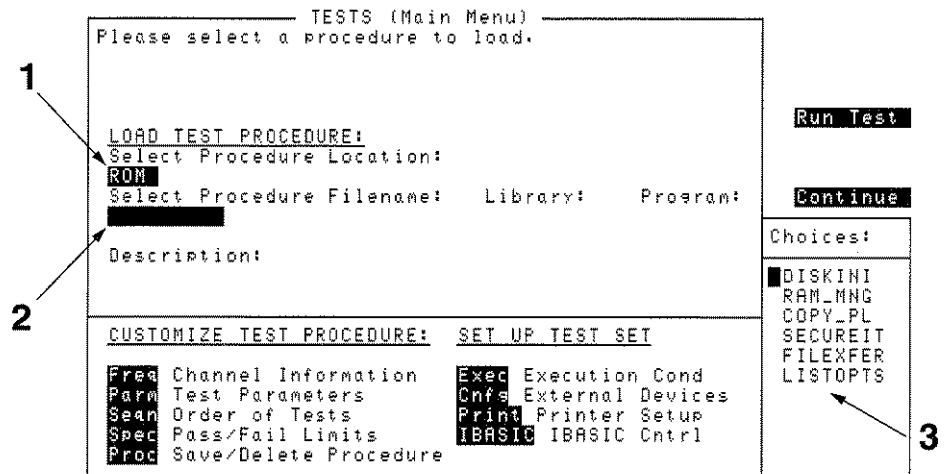 TESTS (Main Menu)
Please select a procedure to load.
1
LOAD TEST PROCEDURE:
Select Procedure Location:
ROM
Select Procedure Filename: Library: Program:
2
Description:
CUSTOMIZE TEST PROCEDURE:
Freq Channel Information
Parm Test Parameters
Seqn Order of Tests
Spec Pass/Fail Limits
Proc Save/Delete Procedure
SET UP TEST SET
Exec Execution Cond
Cnfg External Devices
Print Printer Setup
IBASIC IBASIC Cntrl
Run Test
Continue
Choices:
DISKINI
RAM_MNG
COPY_PL
SECUREIT
FILEXFER
LISTOPTS
3